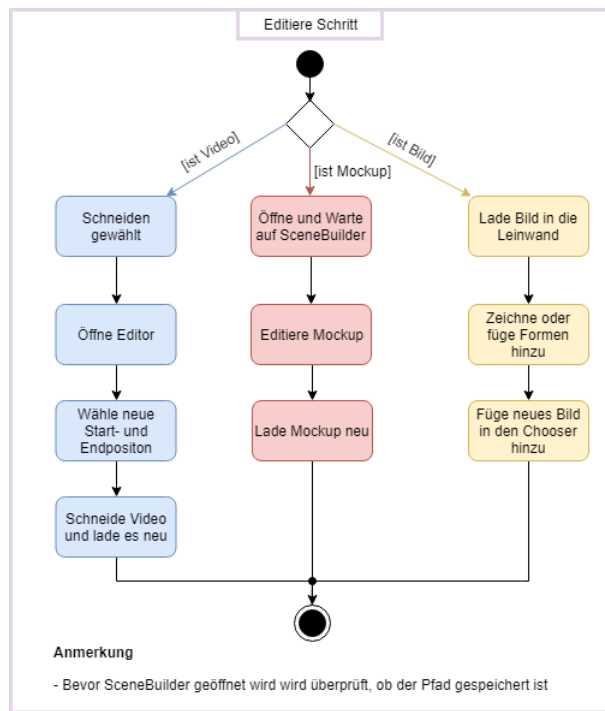 Editiere Schritt
[ist Video]
[ist Mockup]
[ist Bild]
Schneiden
gewählt
Öffne und Warte
auf SceneBuilder
Lade Bild in die
Leinwand
Öffne Editor
Editiere Mockup
Zeichne oder
füge Formen
hinzu
Wähle neue
Start- und
Endpositon
Lade Mockup neu
Füge neues Bild
in den Chooser
hinzu
Schneide Video
und lade es neu
Anmerkung
- Bevor SceneBuilder geöffnet wird wird überprüft, ob der Pfad gespeichert ist